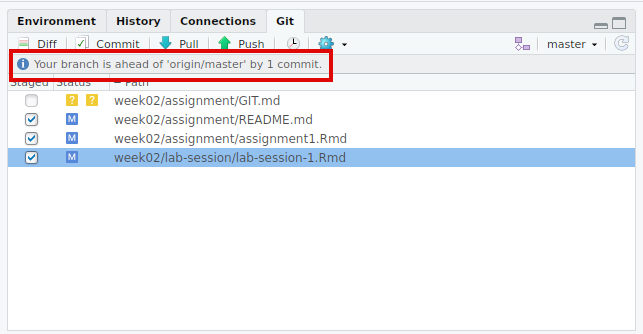 Environment History Connections Git
Diff Commit Pull Push master
Your branch is ahead of 'origin/master' by 1 commit.
Staged Status Path
? ? week02/assignment/GIT.md
M week02/assignment/README.md
M week02/assignment/assignment1.Rmd
M week02/lab-session/lab-session-1.Rmd